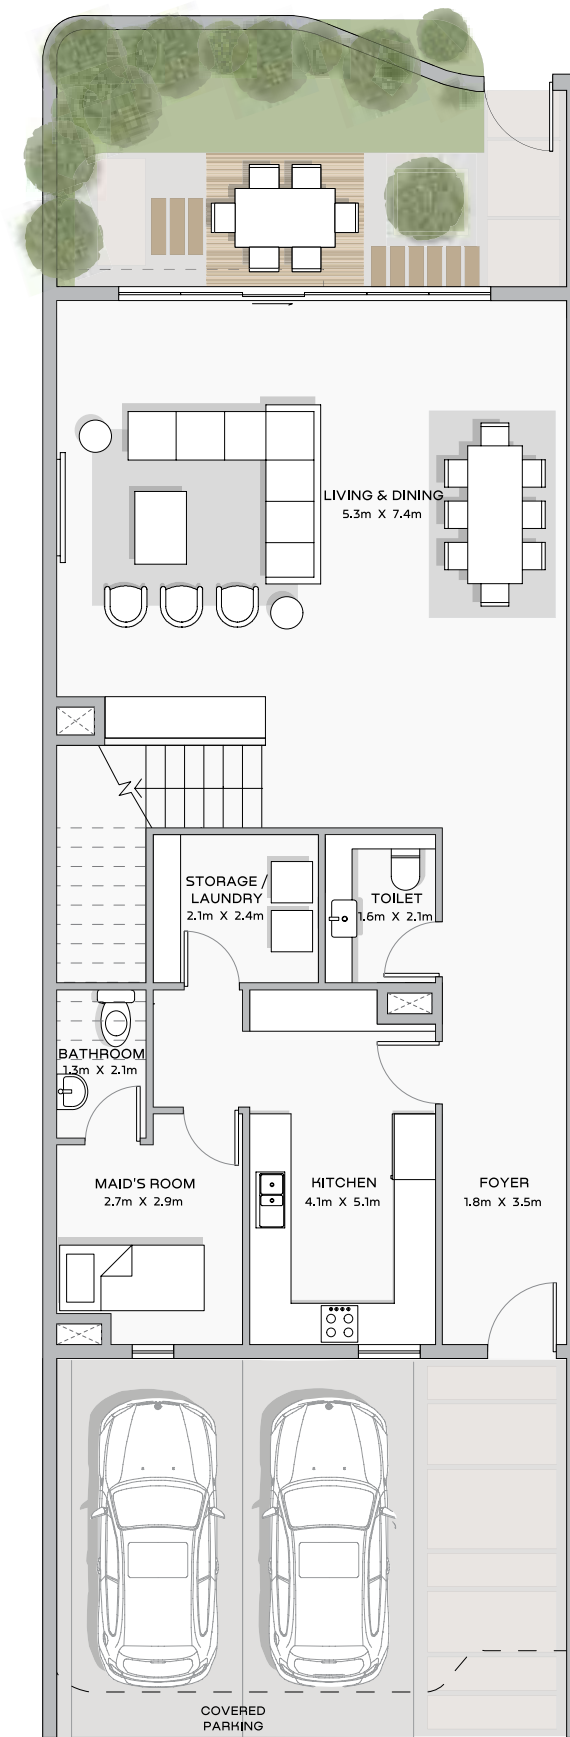 LIVING & DINING
5.3m X 7.4m
STORAGE /
LAUNDRY
2.1m X 2.4m
TOILET
1.6m X 2.1m
BATHROOM
1.3m X 2.1m
MAID'S ROOM
2.7m X 2.9m
KITCHEN
4.1m X 5.1m
FOYER
1.8m X 3.5m
COVERED
PARKING